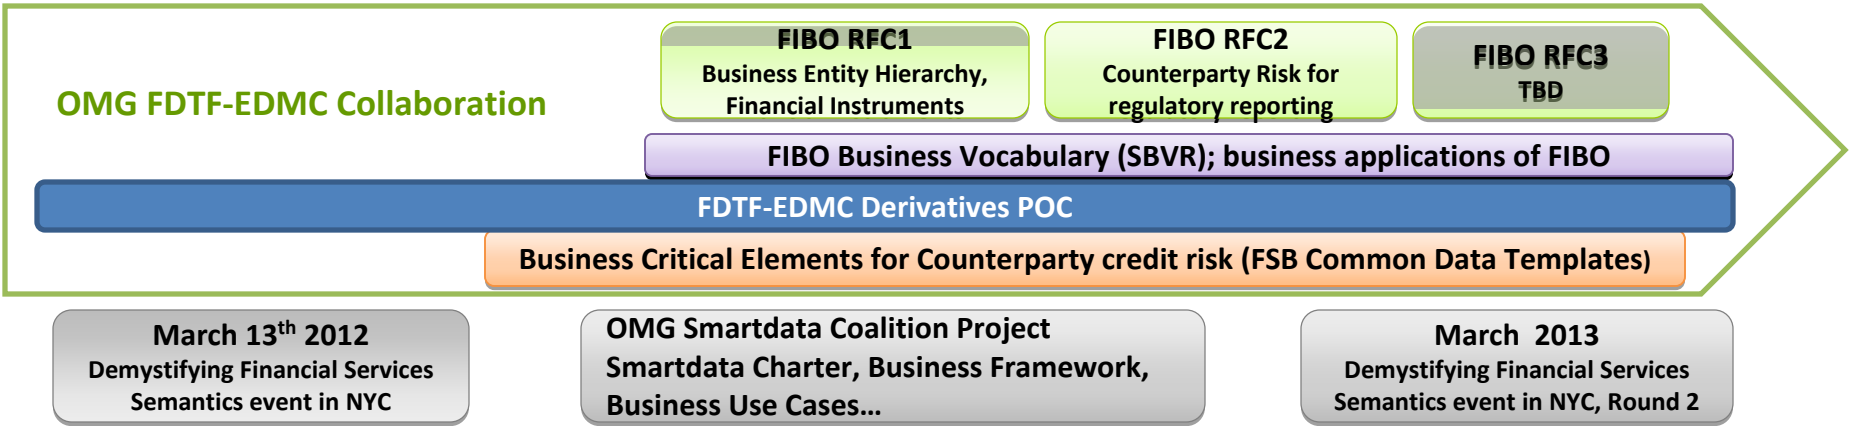 FIBO RFC1
Business Entity Hierarchy,
Financial Instruments
FIBO RFC2
Counterparty Risk for
regulatory reporting
FIBO RFC3
TBD
OMG FDTF-EDMC Collaboration
FIBO Business Vocabulary (SBVR); business applications of FIBO
FDTF-EDMC Derivatives POC
Business Critical Elements for Counterparty credit risk (FSB Common Data Templates)
March 13th 2012
Demystifying Financial Services
Semantics event in NYC
OMG Smartdata Coalition Project
Smartdata Charter, Business Framework,
Business Use Cases...
March 2013
Demystifying Financial Services
Semantics event in NYC, Round 2